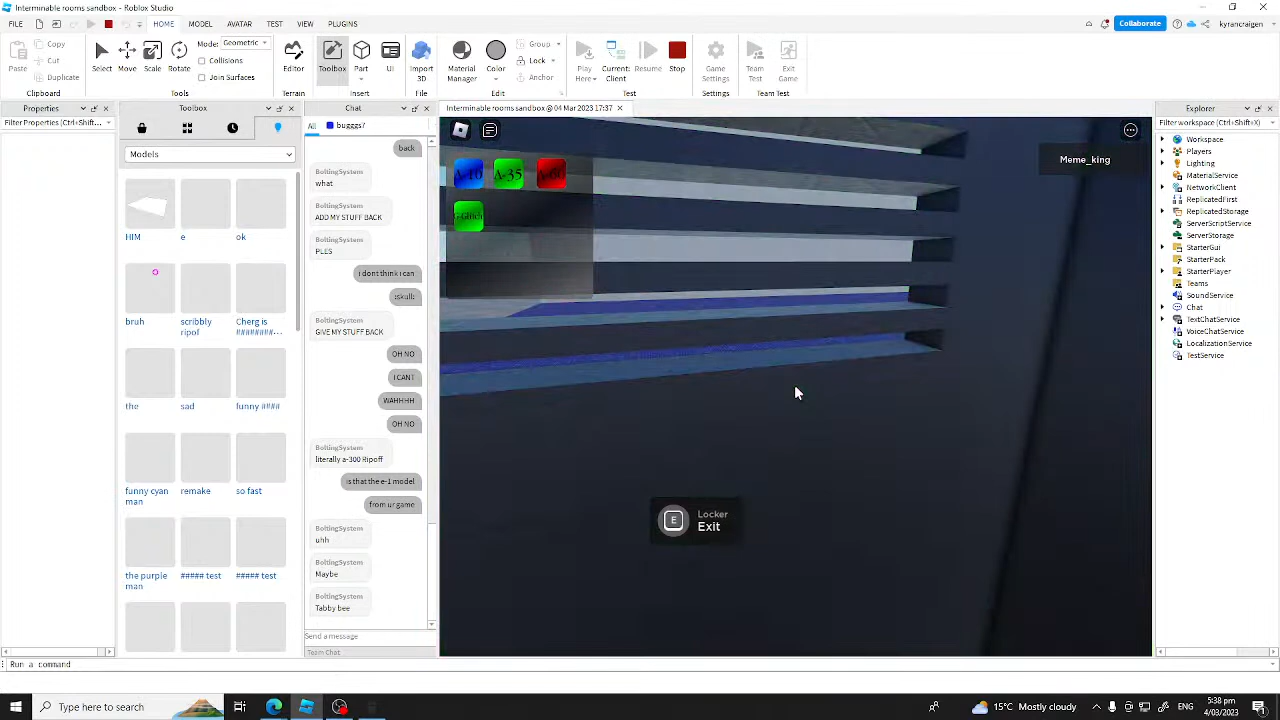 Interminable rooms sandbox - Roblox Studio
FILE HOME MODEL AVATAR TEST VIEW PLUGINS
Collaborate kyrancraigen
Paste Copy Cut Duplicate
Clipboard
Select Move Scale Rotate
Mode: Geometric
Collisions
Join Surfaces
Tools
Editor
Terrain
Toolbox Part UI
Insert
Import 3D
Material Manager Color
Group
Lock
Anchor
Edit
Play Here Current: Client Resume Stop
Test
Game Settings
Settings
Team Test Exit Game
Team Test
Properties
Filter Properties (Ctrl+Shift...
Toolbox
Models
HIM e ok
bruh scribbly ripof Cherg is ########...
the sad funny ####
funny cyan man remake so fast
the purple man ##### test ##### test
Chat
All bugggs?
back
BoltingSystem
what
BoltingSystem
ADD MY STUFF BACK
BoltingSystem
PLES
i dont think i can
:skull:
BoltingSystem
GIVE MY STUFF BACK
OH NO
I CANT
WAHHHH
OH NO
BoltingSystem
literally a-300 Ripoff
is that the e-1 model
from ur game
BoltingSystem
uhh
BoltingSystem
Maybe
BoltingSystem
Tabby bee
Send a message
Team Chat
Interminable rooms sandbox @ 04 Mar 2023 17:37
A-10 A-35
Meme_king
E
Locker
Exit
Explorer
Filter workspace (Ctrl+Shift+X)
Workspace
Players
Lighting
MaterialService
NetworkClient
ReplicatedFirst
ReplicatedStorage
ServerScriptService
ServerStorage
StarterGui
StarterPack
StarterPlayer
Teams
SoundService
Chat
TextChatService
VoiceChatService
LocalizationService
TestService
Run a command
Type here to search
15°C Mostly cloudy
ENG
5:38 pm
4/03/2023